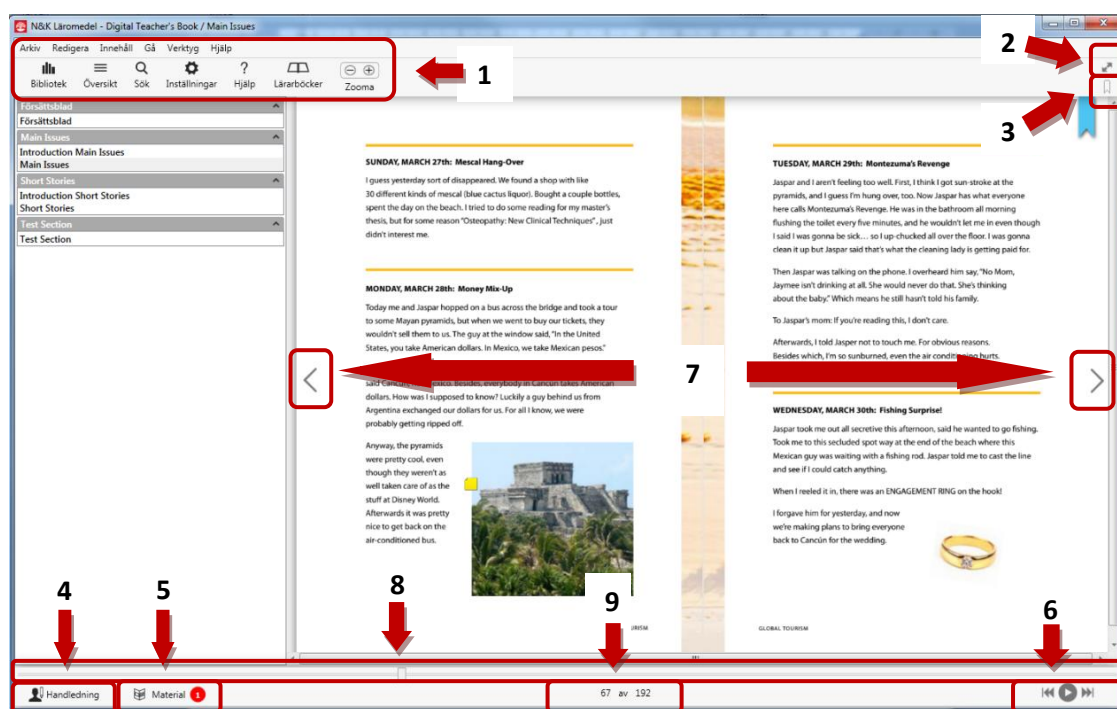 N&K Läromedel - Digital Teacher's Book / Main Issues
Arkiv Redigera Innehåll Gå Verktyg Hjälp
Bibliotek Översikt Sök Inställningar Hjälp Lärarböcker Zooma
1
2
3
Försättsblad
Försättsblad
Main Issues
Introduction Main Issues
Main Issues
Short Stories
Introduction Short Stories
Short Stories
Test Section
Test Section
SUNDAY, MARCH 27th: Mescal Hang-Over
I guess yesterday sort of disappeared. We found a shop with like
30 different kinds of mescal (blue cactus liquor). Bought a couple bottles,
spent the day on the beach. I tried to do some reading for my master's
thesis, but for some reason "Osteopathy: New Clinical Techniques", just
didn't interest me.
MONDAY, MARCH 28th: Money Mix-Up
Today me and Jaspar hopped on a bus across the bridge and took a tour
to some Mayan pyramids, but when we went to buy our tickets, they
wouldn't sell them to us. The guy at the window said, "In the United
States, you take American dollars. In Mexico, we take Mexican pesos."
said Cancún, Mexico. Besides, everybody in Cancún takes American
dollars. How was I supposed to know? Luckily a guy behind us from
Argentina exchanged our dollars for us. For all I know, we were
probably getting ripped off.
Anyway, the pyramids
were pretty cool, even
though they weren't as
well taken care of as the
stuff at Disney World.
Afterwards it was pretty
nice to get back on the
air-conditioned bus.
TUESDAY, MARCH 29th: Montezuma's Revenge
Jaspar and I aren't feeling too well. First, I think I got sun-stroke at the
pyramids, and I guess I'm hung over, too. Now Jaspar has what everyone
here calls Montezuma's Revenge. He was in the bathroom all morning
flushing the toilet every five minutes, and he wouldn't let me in even though
I said I was gonna be sick… so I up-chucked all over the floor. I was gonna
clean it up but Jaspar said that's what the cleaning lady is getting paid for.
Then Jaspar was talking on the phone. I overheard him say, "No Mom,
Jaymee isn't drinking at all. She would never do that. She's thinking
about the baby." Which means he still hasn't told his family.
To Jaspar's mom: If you're reading this, I don't care.
Afterwards, I told Jasper not to touch me. For obvious reasons.
Besides which, I'm so sunburned, even the air conditioning hurts.
7
WEDNESDAY, MARCH 30th: Fishing Surprise!
Jaspar took me out all secretive this afternoon, said he wanted to go fishing.
Took me to this secluded spot way at the end of the beach where this
Mexican guy was waiting with a fishing rod. Jaspar told me to cast the line
and see if I could catch anything.
When I reeled it in, there was an ENGAGEMENT RING on the hook!
I forgave him for yesterday, and now
we're making plans to bring everyone
back to Cancún for the wedding.
4
5
8
9
6
GLOBAL TOURISM
Handledning
Material 1
67 av 192